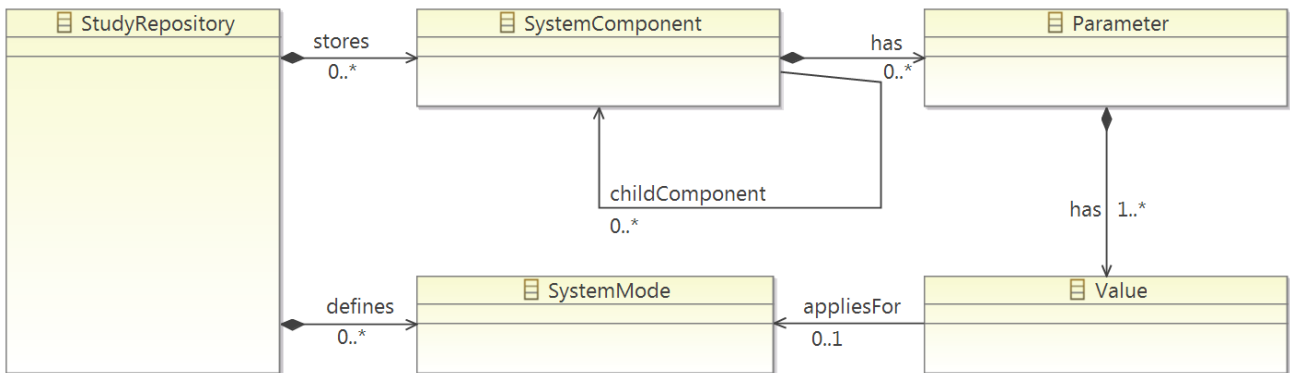 StudyRepository
SystemComponent
Parameter
stores
0..*
has
0..*
childComponent
0..*
has 1..*
SystemMode
Value
defines
0..*
appliesFor
0..1